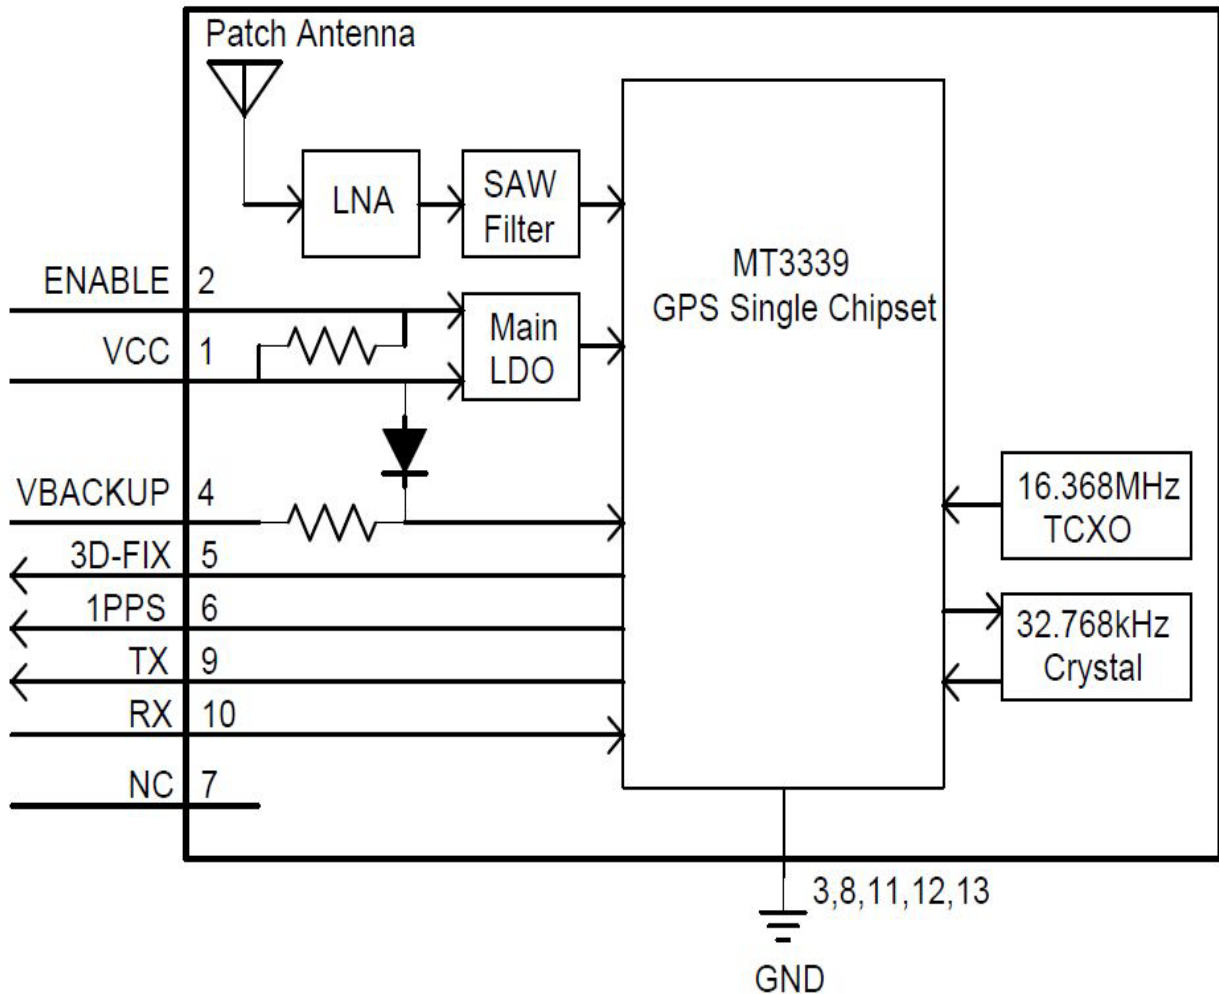 Patch Antenna
LNA
SAW
Filter
MT3339
GPS Single Chipset
ENABLE 2
VCC 1
Main
LDO
VBACKUP 4
16.368MHz
TCXO
3D-FIX 5
1PPS 6
32.768kHz
Crystal
TX 9
RX 10
NC 7
3,8,11,12,13
GND